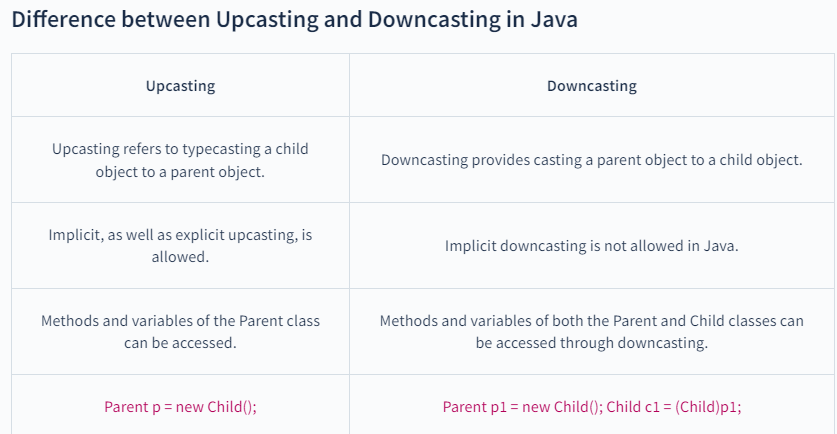 Difference between Upcasting and Downcasting in Java
Upcasting
Downcasting
Upcasting refers to typecasting a child
object to a parent object.
Downcasting provides casting a parent object to a child object.
Implicit, as well as explicit upcasting, is
allowed.
Implicit downcasting is not allowed in Java.
Methods and variables of the Parent class
can be accessed.
Methods and variables of both the Parent and Child classes can
be accessed through downcasting.
Parent p = new Child();
Parent p1 = new Child(); Child c1 = (Child)p1;